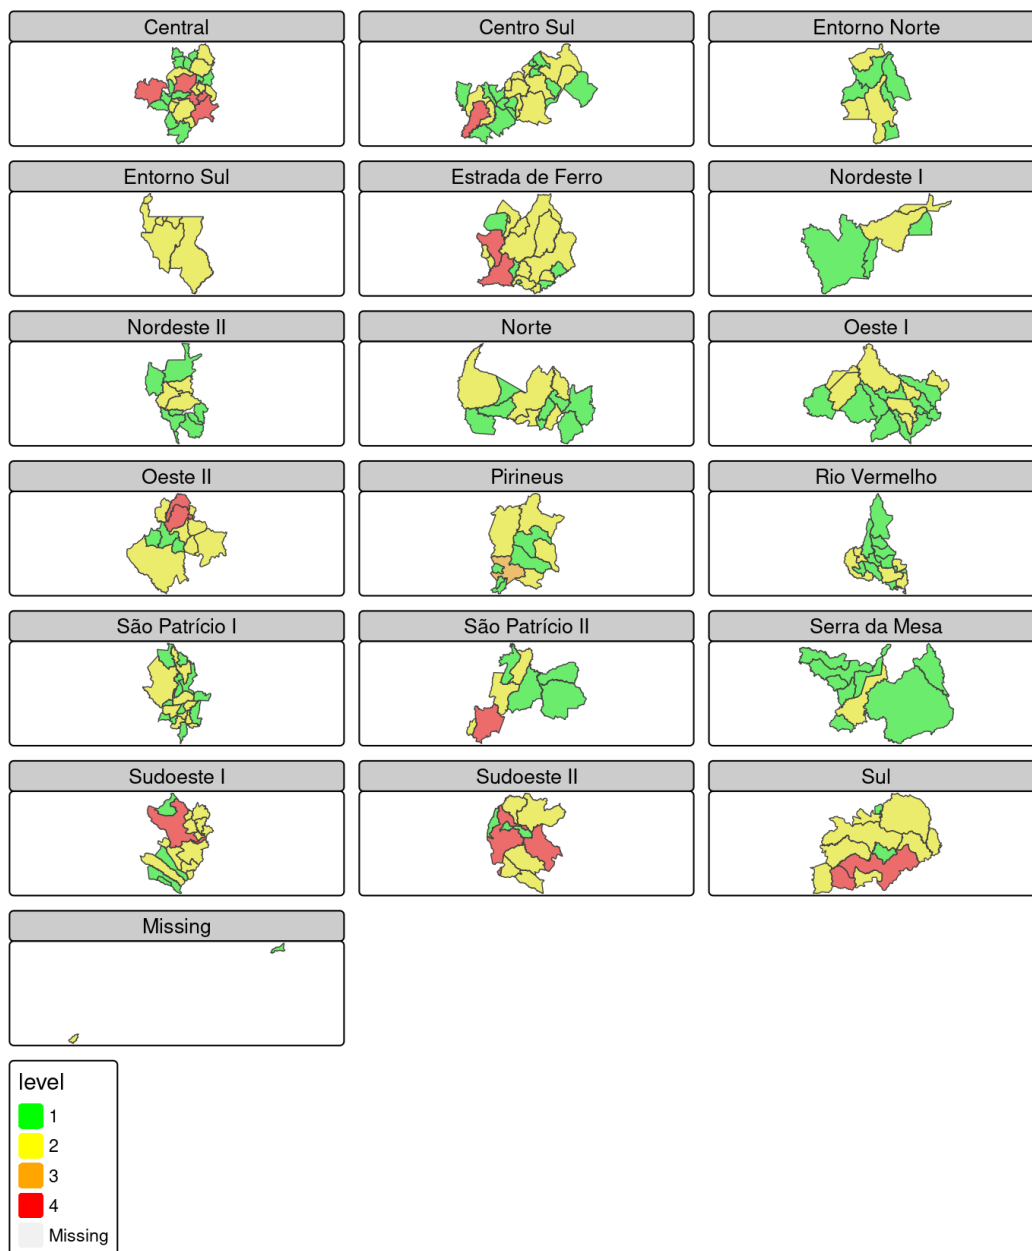 Central
Centro Sul
Entorno Norte
Entorno Sul
Estrada de Ferro
Nordeste I
Nordeste II
Norte
Oeste I
Oeste II
Pirineus
Rio Vermelho
São Patrício I
São Patrício II
Serra da Mesa
Sudoeste I
Sudoeste II
Sul
Missing
level
1
2
3
4
Missing